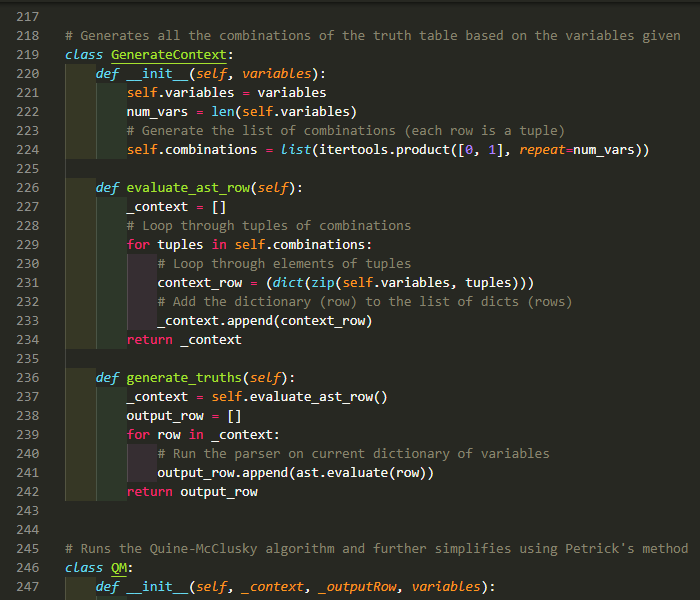 217
218 # Generates all the combinations of the truth table based on the variables given
219 class GenerateContext:
220     def __init__(self, variables):
221         self.variables = variables
222         num_vars = len(self.variables)
223         # Generate the list of combinations (each row is a tuple)
224         self.combinations = list(itertools.product([0, 1], repeat=num_vars))
225
226     def evaluate_ast_row(self):
227         _context = []
228         # Loop through tuples of combinations
229         for tuples in self.combinations:
230             # Loop through elements of tuples
231             context_row = (dict(zip(self.variables, tuples)))
232             # Add the dictionary (row) to the list of dicts (rows)
233             _context.append(context_row)
234         return _context
235
236     def generate_truths(self):
237         _context = self.evaluate_ast_row()
238         output_row = []
239         for row in _context:
240             # Run the parser on current dictionary of variables
241             output_row.append(ast.evaluate(row))
242         return output_row
243
244
245 # Runs the Quine-McClusky algorithm and further simplifies using Petrick's method
246 class QM:
247     def __init__(self, _context, _outputRow, variables):